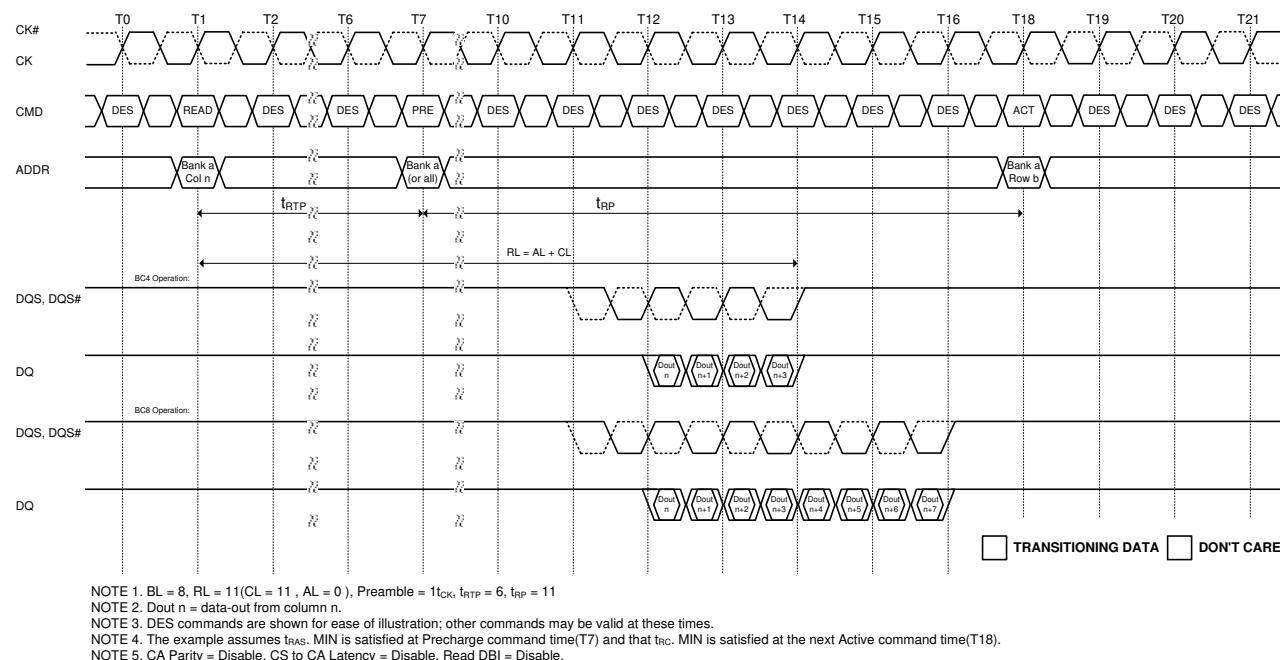 T0 T1 T2 T6 T7 T10 T11 T12 T13 T14 T15 T16 T18 T19 T20 T21
CK#
CK
CMD DES READ DES DES PRE DES DES DES DES DES DES DES ACT DES DES DES
ADDR Bank a Col n Bank a (or all) Bank a Row b
tRTP tRP
RL = AL + CL
BC4 Operation:
DQS, DQS#
DQ Dout n Dout n+1 Dout n+2 Dout n+3
BC8 Operation:
DQS, DQS#
DQ Dout n Dout n+1 Dout n+2 Dout n+3 Dout n+4 Dout n+5 Dout n+6 Dout n+7
TRANSITIONING DATA DON'T CARE
NOTE 1. BL = 8, RL = 11(CL = 11 , AL = 0 ), Preamble = 1tCK, tRTP = 6, tRP = 11
NOTE 2. Dout n = data-out from column n.
NOTE 3. DES commands are shown for ease of illustration; other commands may be valid at these times.
NOTE 4. The example assumes tRAS. MIN is satisfied at Precharge command time(T7) and that tRC. MIN is satisfied at the next Active command time(T18).
NOTE 5. CA Parity = Disable, CS to CA Latency = Disable, Read DBI = Disable.